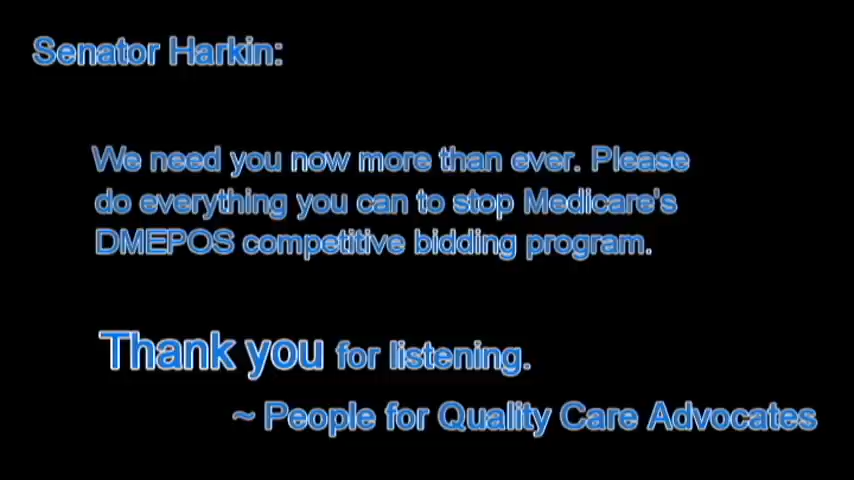 Senator Harkin:
We need you now more than ever. Please
do everything you can to stop Medicare's
DMEPOS competitive bidding program.
Thank you for listening.
~ People for Quality Care Advocates